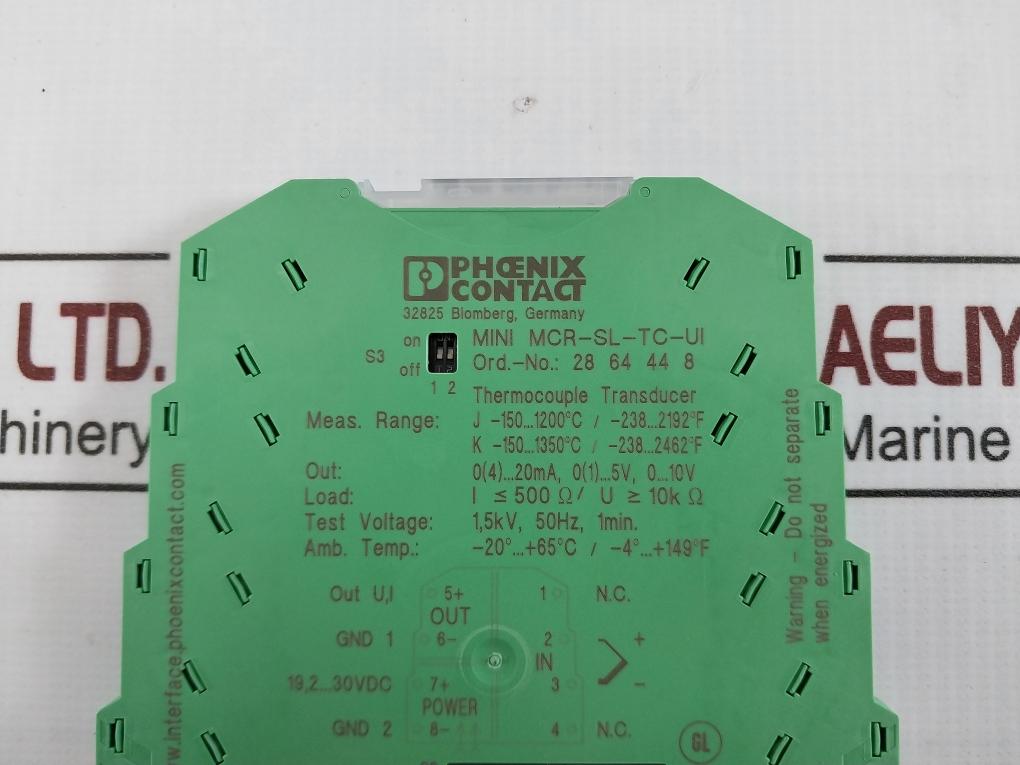 PHŒNIX
CONTACT
32825 Blomberg, Germany
on
S3
off
1 2
MINI MCR-SL-TC-UI
Ord.-No.: 28 64 44 8
Thermocouple Transducer
Meas. Range: J -150...1200°C / -238...2192°F
K -150...1350°C / -238...2462°F
Out: 0(4)...20mA, 0(1)...5V, 0...10V
Load: I ≤ 500 Ω/ U ≥ 10k Ω
Test Voltage: 1,5kV, 50Hz, 1min.
Amb. Temp.: -20°...+65°C / -4°...+149°F
Out U,I 5+ 1 N.C.
OUT
GND 1 6- 2 +
IN
19,2...30VDC 7+ 3 -
POWER
GND 2 8- 4 N.C.
GL
w.interface.phoenixcontact.com
Warning - Do not separate
when energized
LTD.
hinery
AELIY
Marine